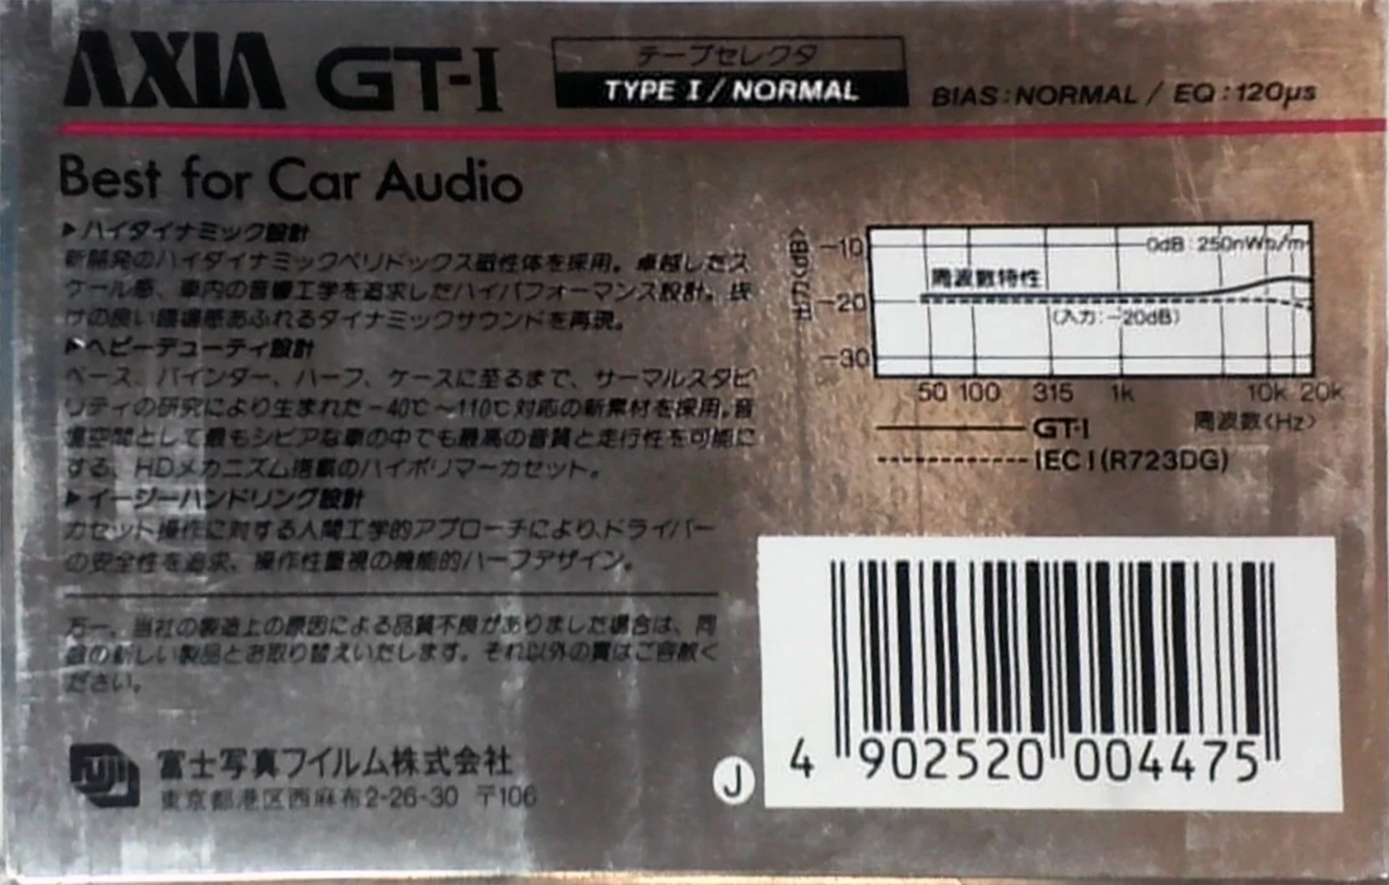 AXIA GT-I
テープセレクタ
TYPE I / NORMAL
BIAS:NORMAL / EQ:120μs
Best for Car Audio
▶ハイダイナミック設計
新開発のハイダイナミックベリドックス磁性体を採用。卓越したス
ケール感、車内の音響工学を追求したハイパフォーマンス設計。抜
けの良い臨場感あふれるダイナミックサウンドを再現。
▶ヘビーデューティ設計
ベース、バインダー、ハーフ、ケースに至るまで、サーマルスタビ
リティの研究により生まれた-40℃~110℃対応の新素材を採用。音
場空間として最もシビアな車の中でも最高の音質と走行性を可能に
する、HDメカニズム搭載のハイポリマーカセット。
▶イージーハンドリング設計
カセット操作に対する人間工学的アプローチにより、ドライバー
の安全性を追求、操作性重視の機能的ハーフデザイン。
万一、当社の製造上の原因による品質不良がありました場合は、同
数の新しい製品とお取り替えいたします。それ以外の責はご容赦く
ださい。
FUJI
富士写真フイルム株式会社
東京都港区西麻布2-26-30 〒106
出力<dB>
-10
-20
-30
0dB:250nWb/m
周波数特性
(入力:-20dB)
50 100 315 1k 10k 20k
周波数<Hz>
GT-I
IEC I (R723DG)
J
4 902520 004475